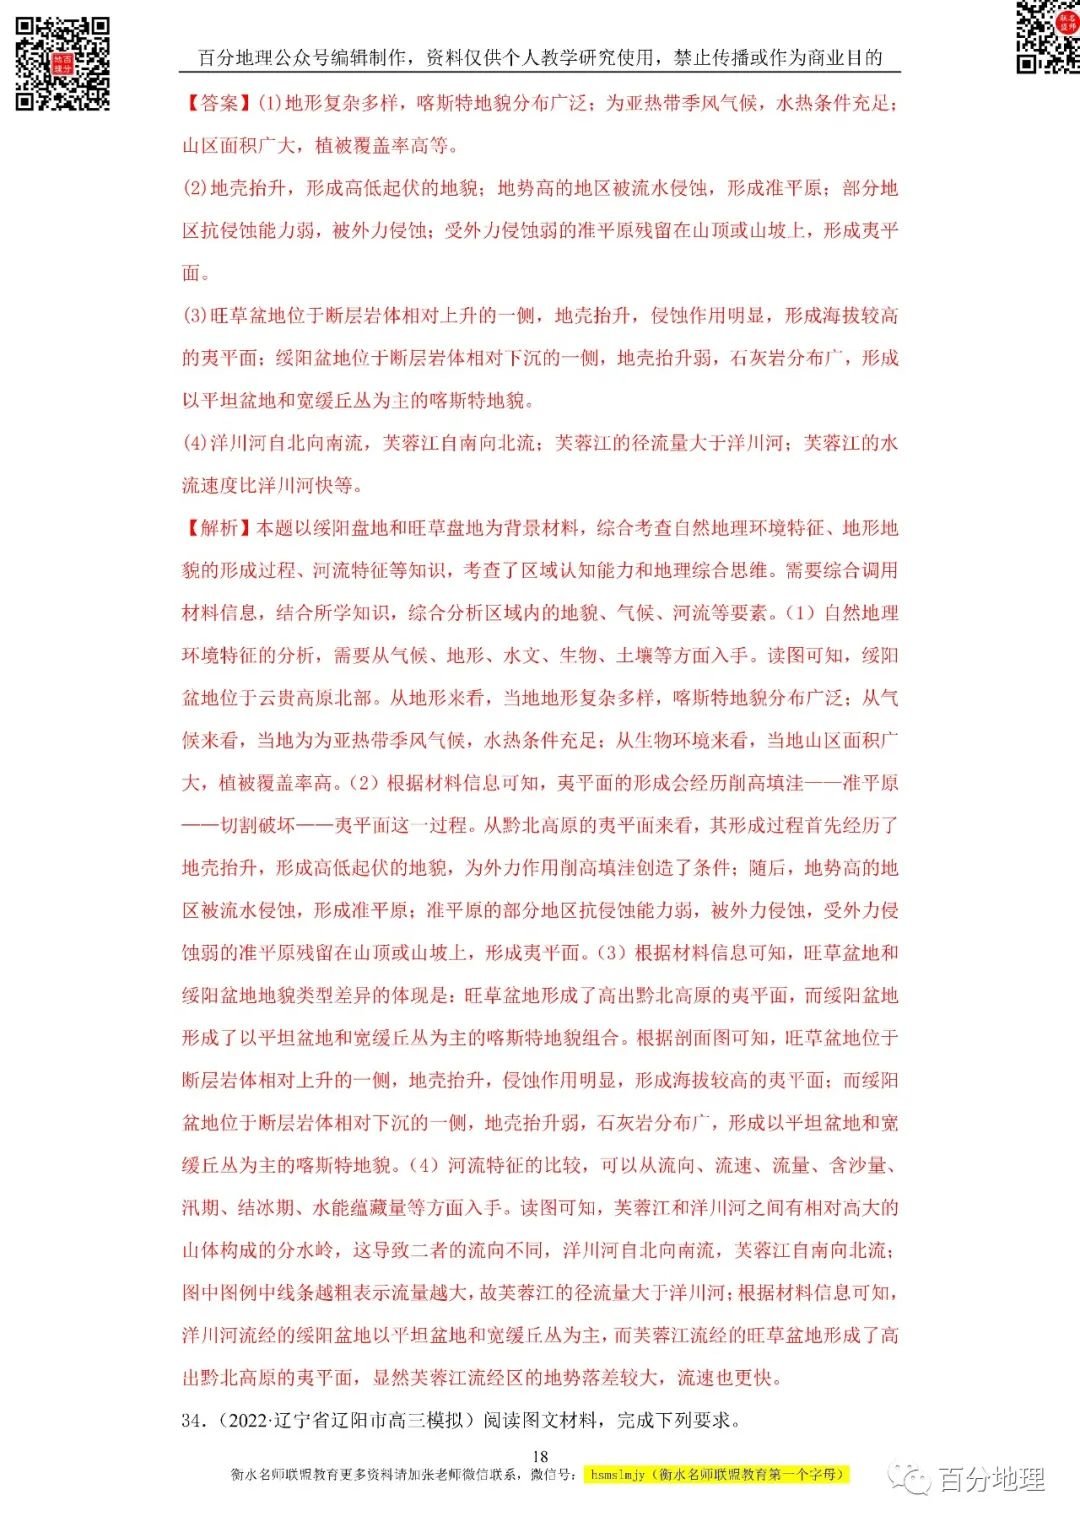 百分地理公众号编辑制作，资料仅供个人教学研究使用，禁止传播或作为商业目的
【答案】(1)地形复杂多样，喀斯特地貌分布广泛；为亚热带季风气候，水热条件充足；
山区面积广大，植被覆盖率高等。
(2)地壳抬升，形成高低起伏的地貌；地势高的地区被流水侵蚀，形成准平原；部分地
区抗侵蚀能力弱，被外力侵蚀；受外力侵蚀弱的准平原残留在山顶或山坡上，形成夷平
面。
(3)旺草盆地位于断层岩体相对上升的一侧，地壳抬升，侵蚀作用明显，形成海拔较高
的夷平面；绥阳盆地位于断层岩体相对下沉的一侧，地壳抬升弱，石灰岩分布广，形成
以平坦盆地和宽缓丘丛为主的喀斯特地貌。
(4)洋川河自北向南流，芙蓉江自南向北流；芙蓉江的径流量大于洋川河；芙蓉江的水
流速度比洋川河快等。
【解析】本题以绥阳盘地和旺草盘地为背景材料，综合考查自然地理环境特征、地形地
貌的形成过程、河流特征等知识，考查了区域认知能力和地理综合思维。需要综合调用
材料信息，结合所学知识，综合分析区域内的地貌、气候、河流等要素。（1）自然地理
环境特征的分析，需要从气候、地形、水文、生物、土壤等方面入手。读图可知，绥阳
盆地位于云贵高原北部。从地形来看，当地地形复杂多样，喀斯特地貌分布广泛；从气
候来看，当地为为亚热带季风气候，水热条件充足；从生物环境来看，当地山区面积广
大，植被覆盖率高。（2）根据材料信息可知，夷平面的形成会经历削高填洼——准平原
——切割破坏——夷平面这一过程。从黔北高原的夷平面来看，其形成过程首先经历了
地壳抬升，形成高低起伏的地貌，为外力作用削高填洼创造了条件；随后，地势高的地
区被流水侵蚀，形成准平原；准平原的部分地区抗侵蚀能力弱，被外力侵蚀，受外力侵
蚀弱的准平原残留在山顶或山坡上，形成夷平面。（3）根据材料信息可知，旺草盆地和
绥阳盆地地貌类型差异的体现是：旺草盆地形成了高出黔北高原的夷平面，而绥阳盆地
形成了以平坦盆地和宽缓丘丛为主的喀斯特地貌组合。根据剖面图可知，旺草盆地位于
断层岩体相对上升的一侧，地壳抬升，侵蚀作用明显，形成海拔较高的夷平面；而绥阳
盆地位于断层岩体相对下沉的一侧，地壳抬升弱，石灰岩分布广，形成以平坦盆地和宽
缓丘丛为主的喀斯特地貌。（4）河流特征的比较，可以从流向、流速、流量、含沙量、
汛期、结冰期、水能蕴藏量等方面入手。读图可知，芙蓉江和洋川河之间有相对高大的
山体构成的分水岭，这导致二者的流向不同，洋川河自北向南流，芙蓉江自南向北流；
图中图例中线条越粗表示流量越大，故芙蓉江的径流量大于洋川河；根据材料信息可知，
洋川河流经的绥阳盆地以平坦盆地和宽缓丘丛为主，而芙蓉江流经的旺草盆地形成了高
出黔北高原的夷平面，显然芙蓉江流经区的地势落差较大，流速也更快。
34．（2022·辽宁省辽阳市高三模拟）阅读图文材料，完成下列要求。
18
衡水名师联盟教育更多资料请加张老师微信联系，微信号： hsmslmjy（衡水名师联盟教育第一个字母）
百分地理